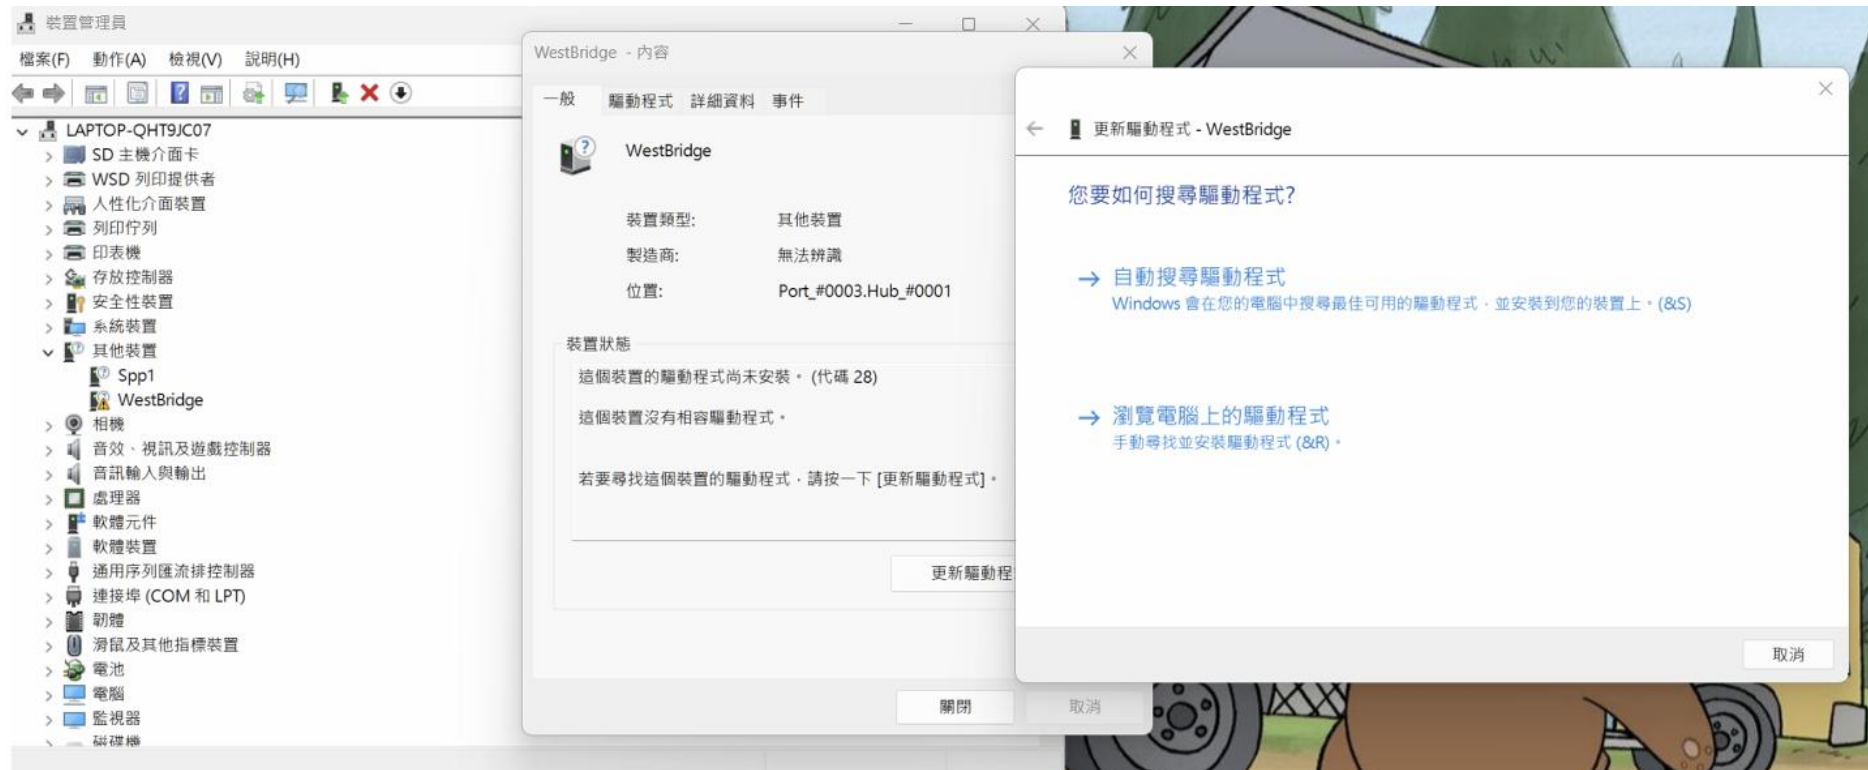 裝置管理員
檔案(F) 動作(A) 檢視(V) 說明(H)
LAPTOP-QHT9JC07
SD 主機介面卡
WSD 列印提供者
人性化介面裝置
列印佇列
印表機
存放控制器
安全性裝置
系統裝置
其他裝置
Spp1
WestBridge
相機
音效、視訊及遊戲控制器
音訊輸入與輸出
處理器
軟體元件
軟體裝置
通用序列匯流排控制器
連接埠 (COM 和 LPT)
韌體
滑鼠及其他指標裝置
電池
電腦
監視器
磁碟機
WestBridge - 內容
一般 驅動程式 詳細資料 事件
WestBridge
裝置類型: 其他裝置
製造商: 無法辨識
位置: Port_#0003.Hub_#0001
裝置狀態
這個裝置的驅動程式尚未安裝。 (代碼 28)
這個裝置沒有相容驅動程式。
若要尋找這個裝置的驅動程式，請按一下 [更新驅動程式]。
更新驅動程
關閉 取消
更新驅動程式 - WestBridge
您要如何搜尋驅動程式?
自動搜尋驅動程式
Windows 會在您的電腦中搜尋最佳可用的驅動程式，並安裝到您的裝置上。(&S)
瀏覽電腦上的驅動程式
手動尋找並安裝驅動程式 (&R)。
取消